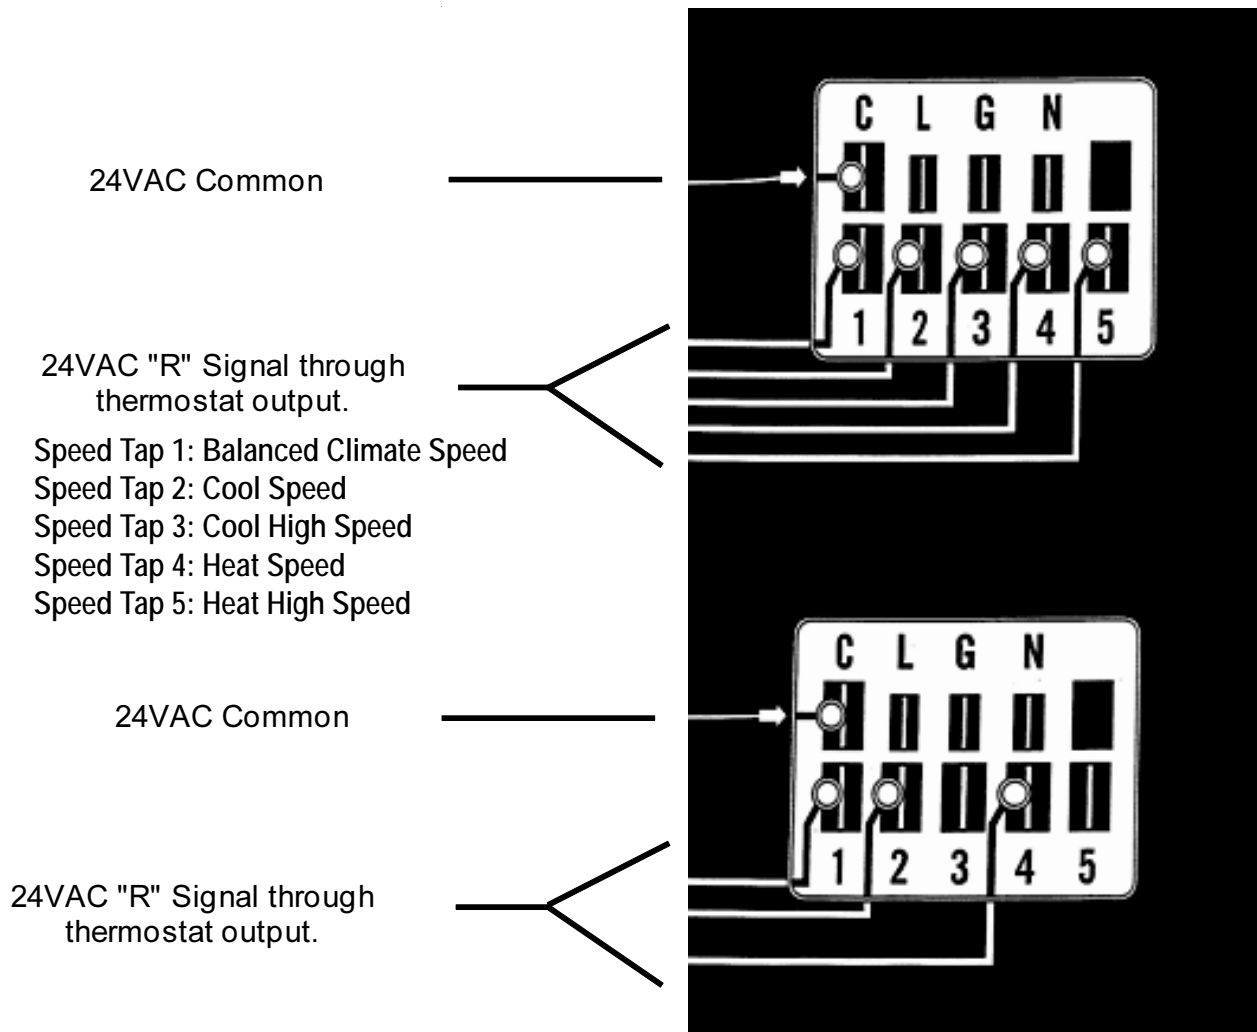 C L G N
24VAC Common
1 2 3 4 5
24VAC "R" Signal through
thermostat output.
Speed Tap 1: Balanced Climate Speed
Speed Tap 2: Cool Speed
Speed Tap 3: Cool High Speed
Speed Tap 4: Heat Speed
Speed Tap 5: Heat High Speed
C L G N
24VAC Common
1 2 3 4 5
24VAC "R" Signal through
thermostat output.